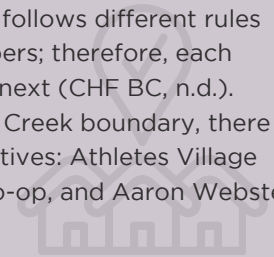 follows different rules
bers; therefore, each
next (CHF BC, n.d.).
Creek boundary, there
tives: Athletes Village
o-op, and Aaron Webste